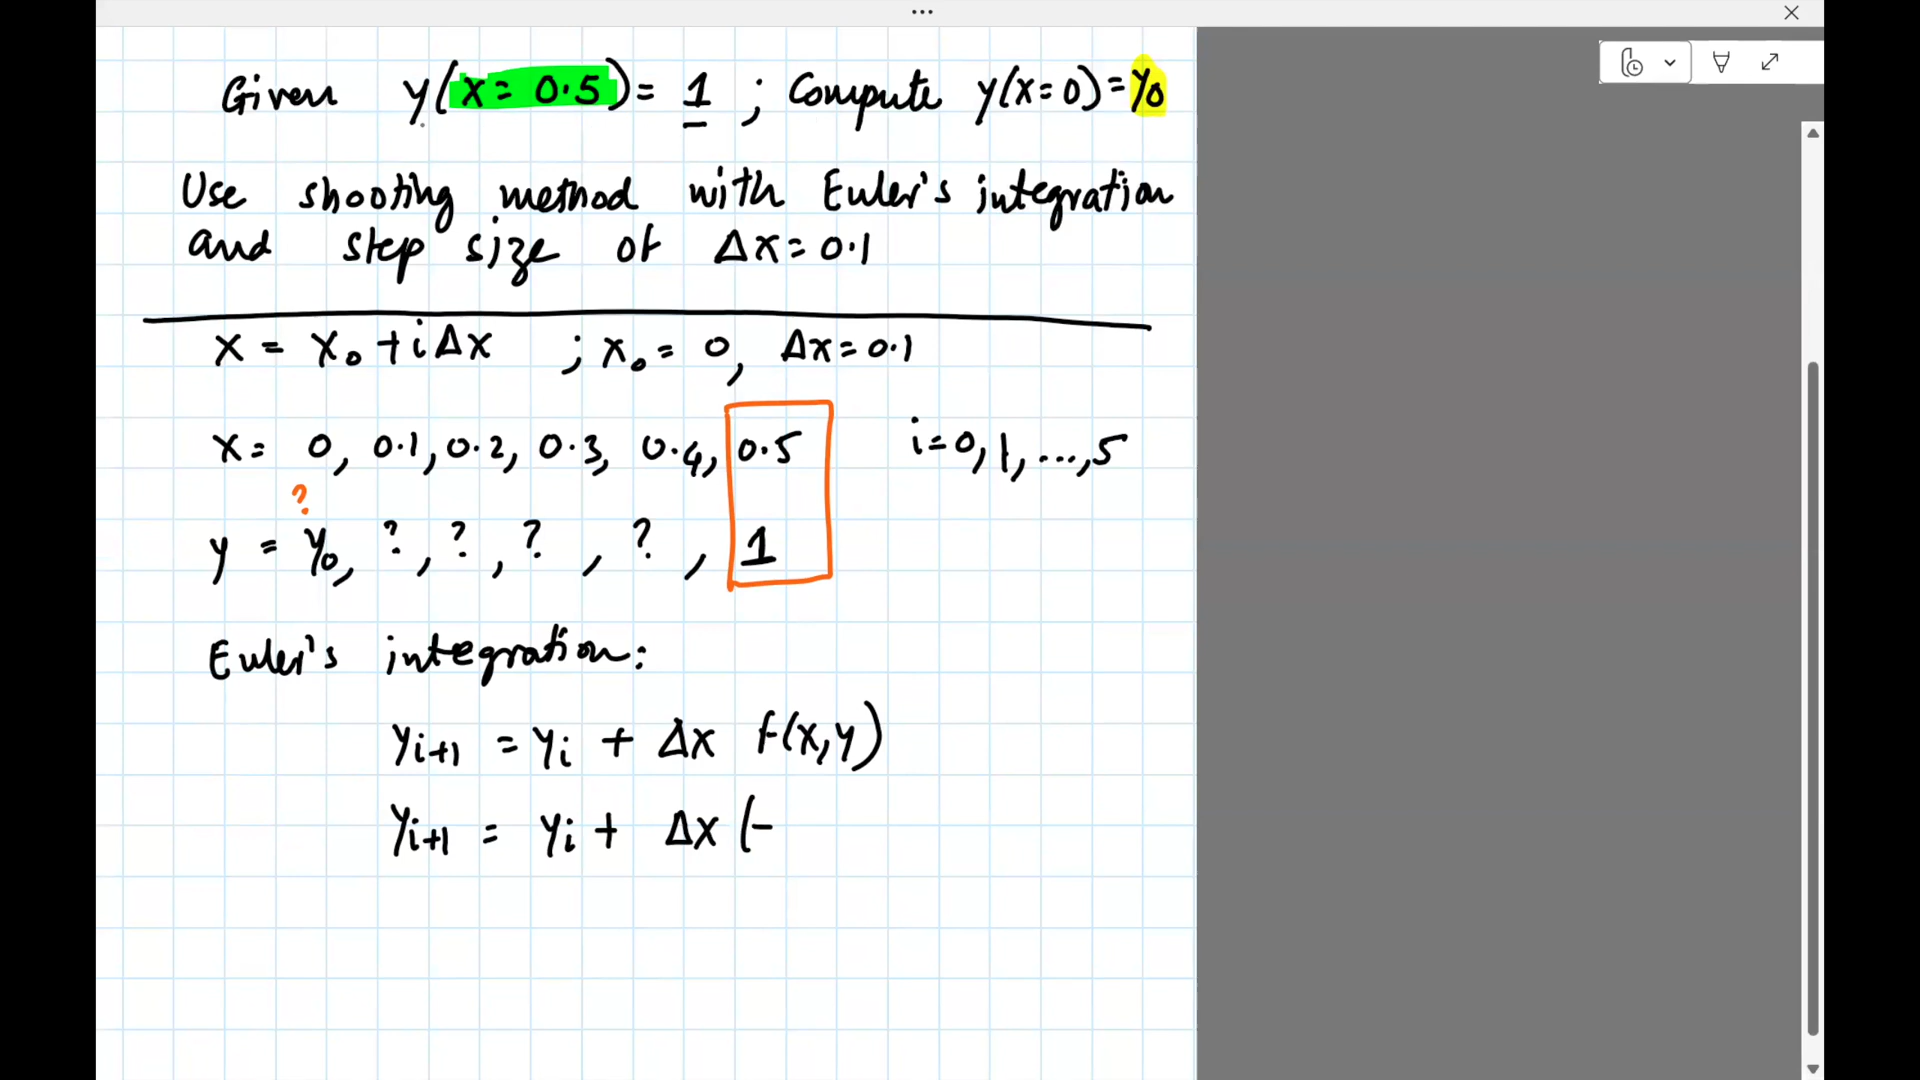 Given y(x = 0.5) = 1 ; Compute y(x=0) = y₀
Use shooting method with Euler's integration
and step size of Δx = 0.1
x = x₀ + iΔx ; x₀ = 0, Δx = 0.1
x = 0, 0.1, 0.2, 0.3, 0.4, 0.5 i = 0, 1, ..., 5
?
y = y₀, ?, ?, ?, ?, 1
Euler's integration:
yᵢ₊₁ = yᵢ + Δx f(x,y)
yᵢ₊₁ = yᵢ + Δx (-